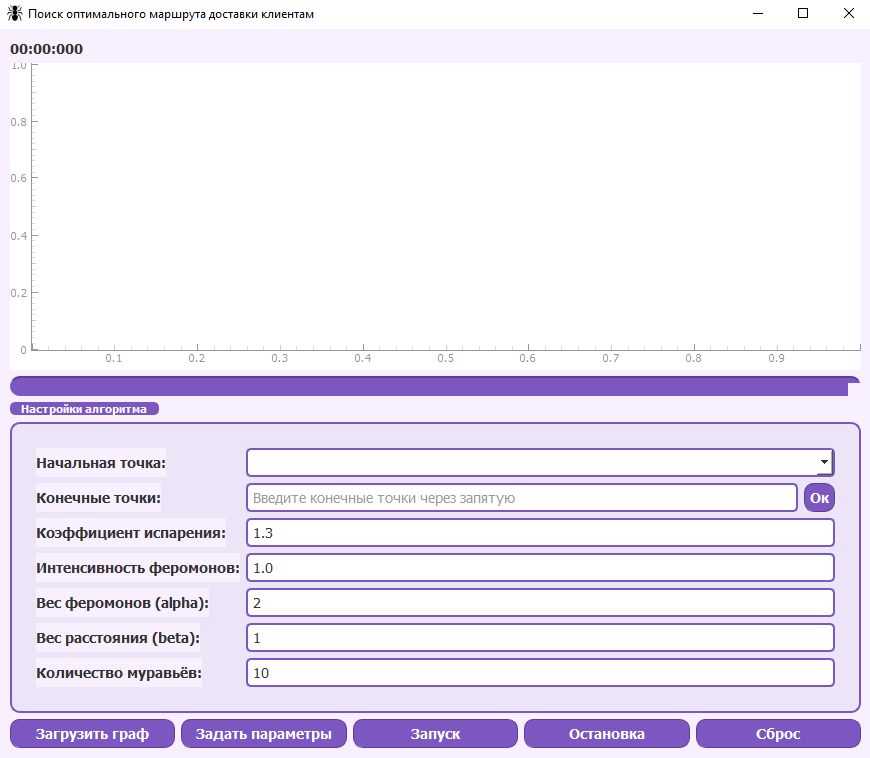 Поиск оптимального маршрута доставки клиентам
00:00:000
1.0
0.8
0.6
0.4
0.2
0
0.1 0.2 0.3 0.4 0.5 0.6 0.7 0.8 0.9
Настройки алгоритма
Начальная точка:
Конечные точки: Введите конечные точки через запятую Ок
Коэффициент испарения: 1.3
Интенсивность феромонов: 1.0
Вес феромонов (alpha): 2
Вес расстояния (beta): 1
Количество муравьёв: 10
Загрузить граф Задать параметры Запуск Остановка Сброс